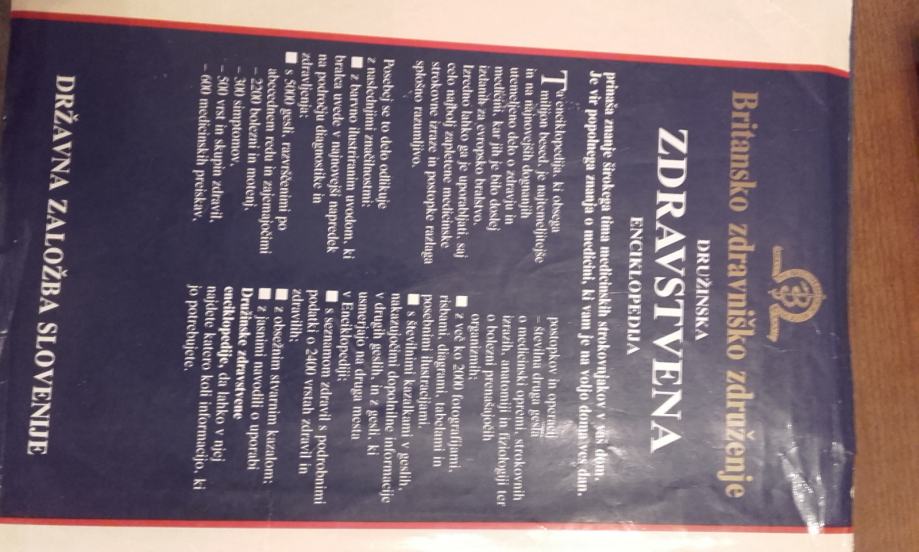 Britansko zdravniško združenje
DRUŽINSKA
ZDRAVSTVENA
ENCIKLOPEDIJA
prinaša znanje širokega tima medicinskih strokovnjakov v vaš dom.
Je vir popolnega znanja o medicini, ki vam je na voljo doma ves dan.
Ta enciklopedija, ki obsega
milijon besed, je najtemeljitejše
in na najnovejših dognanjih
utemeljeno delo o zdravju in
medicini, kar jih je bilo doslej
izdanih za evropsko bralstvo.
Izredno lahko ga je uporabljati, saj
celo najbolj zapletene medicinske
strokovne izraze in postopke razlaga
splošno razumljivo.
Posebej se to delo odlikuje
z naslednjimi značilnostmi:
■ z barvno ilustriranim uvodom, ki
bralca uvede v najnovejši napredek
na področju diagnostike in
zdravljenja;
■ s 5000 gesli, razvrščenimi po
abecednem redu in zajemajočimi
– 2200 bolezni in motenj,
– 300 simptomov,
– 500 vrst in skupin zdravil,
– 600 medicinskih preiskav,
postopkov in operacij
– številna druga gesla
o medicinski opremi, strokovnih
izrazih, anatomiji in fiziologiji ter
o bolezni prenašajočih
organizmih;
■ z več ko 2000 fotografijami,
risbami, diagrami, tabelami in
posebnimi ilustracijami;
■ s številnimi kazalkami v geslih,
nakazujočimi dopolnilne informacije
v drugih geslih, in z gesli, ki
usmerjajo na druga mesta
v Enciklopediji;
■ s seznamom zdravil s podrobnimi
podatki o 2400 vrstah zdravil in
zdravilih;
■ z obsežnim stvarnim kazalom;
■ z jasnimi navodili o uporabi
Družinske zdravstvene
enciklopedije, da lahko v njej
najdete katero koli informacijo, ki
jo potrebujete.
DRŽAVNA ZALOŽBA SLOVENIJE